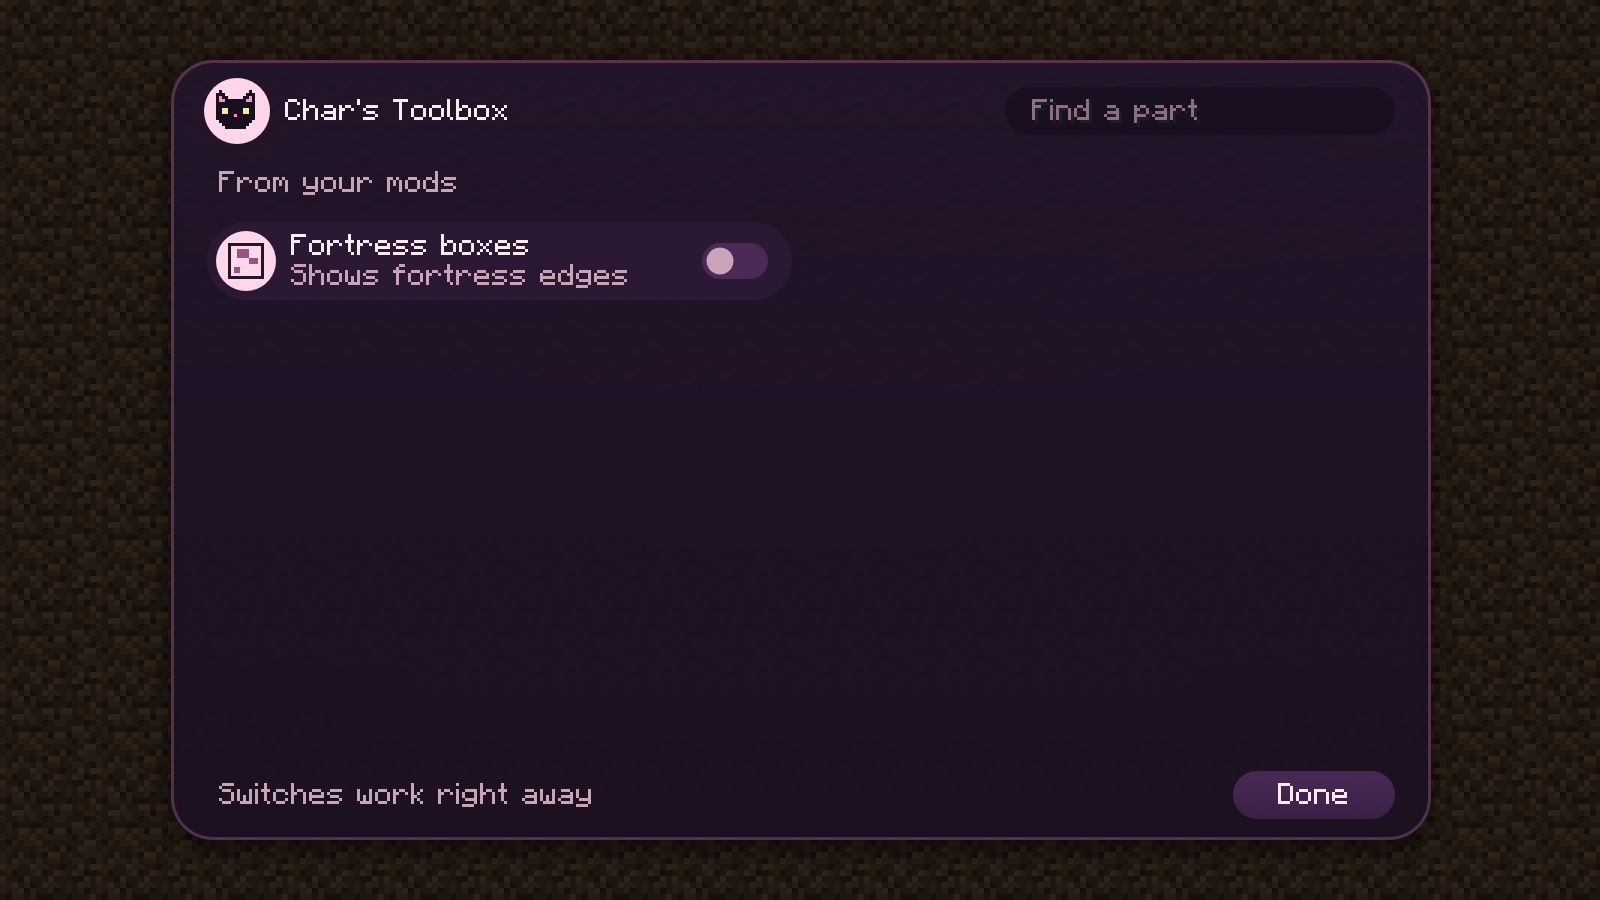 Char's Toolbox
Find a part
From your mods
Fortress boxes
Shows fortress edges
Switches work right away
Done